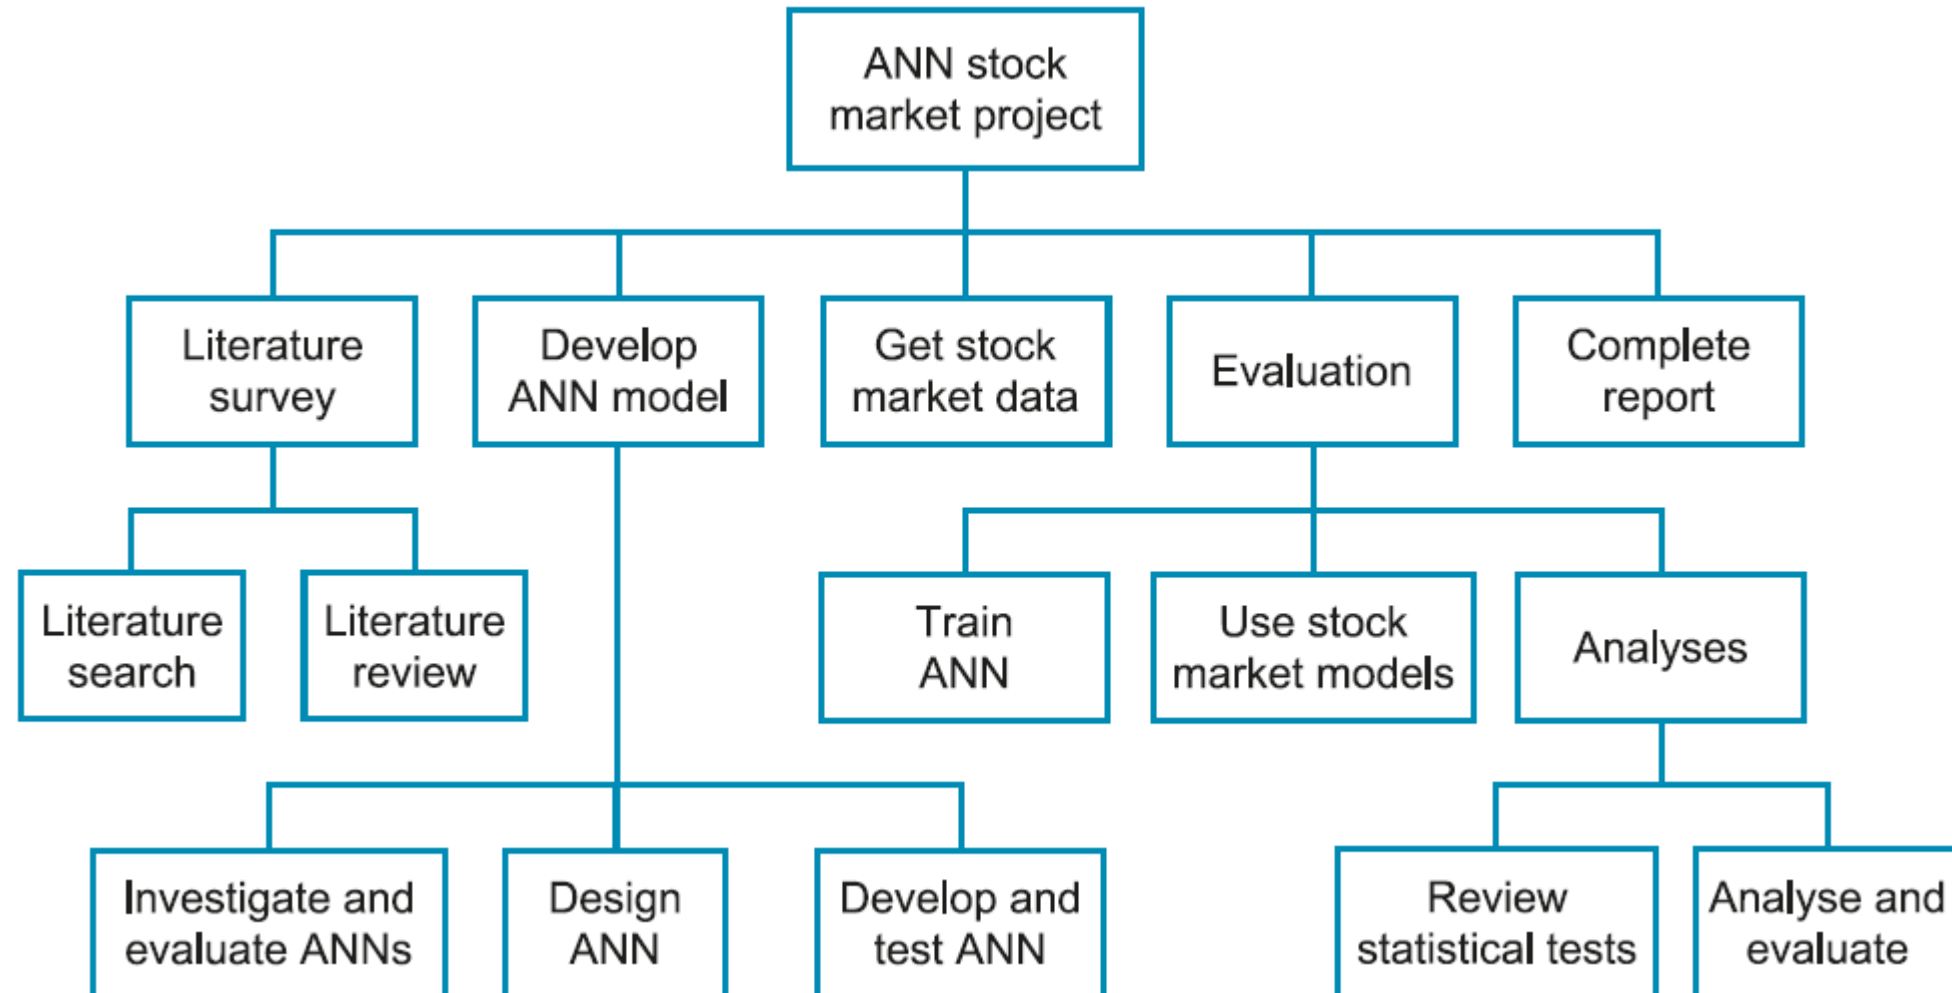 ANN stock
market project
Literature
survey
Develop
ANN model
Get stock
market data
Evaluation
Complete
report
Literature
search
Literature
review
Train
ANN
Use stock
market models
Analyses
Investigate and
evaluate ANNs
Design
ANN
Develop and
test ANN
Review
statistical tests
Analyse and
evaluate